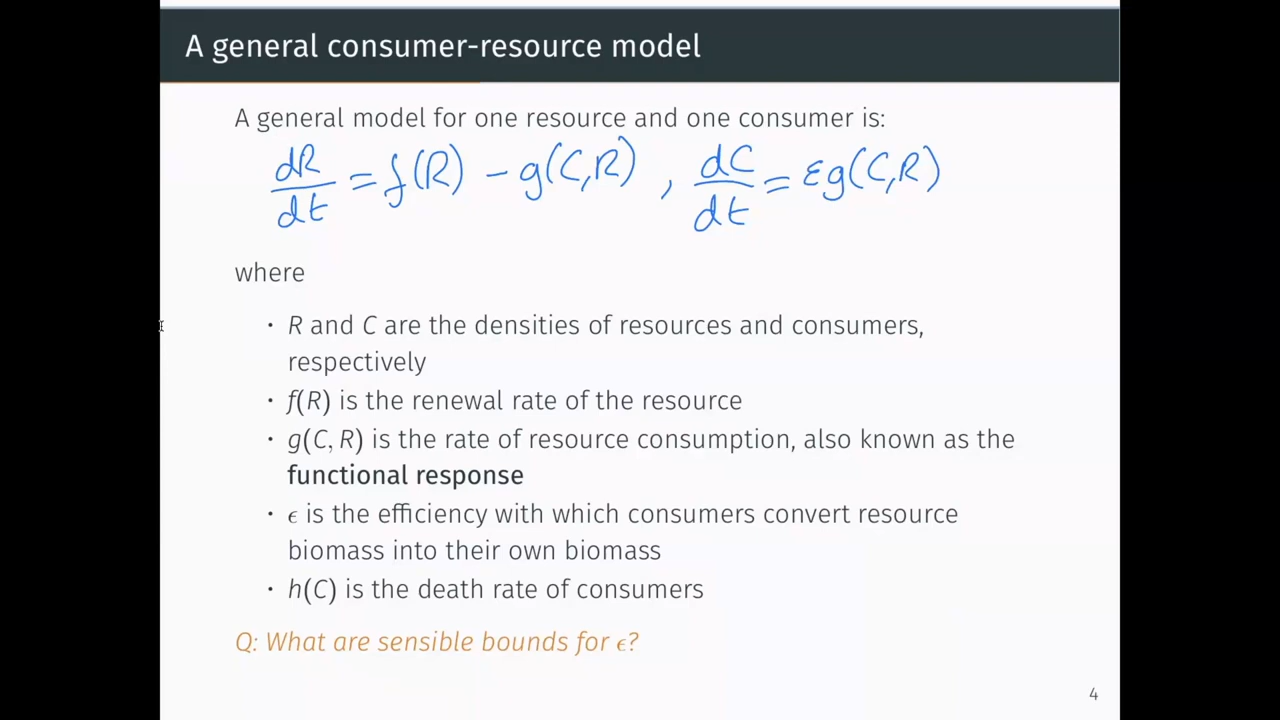 A general consumer-resource model
A general model for one resource and one consumer is:
dR/dt = f(R) - g(C,R) , dC/dt = εg(C,R)
where
· R and C are the densities of resources and consumers,
respectively
· f(R) is the renewal rate of the resource
· g(C, R) is the rate of resource consumption, also known as the
functional response
· ϵ is the efficiency with which consumers convert resource
biomass into their own biomass
· h(C) is the death rate of consumers
Q: What are sensible bounds for ϵ?
4